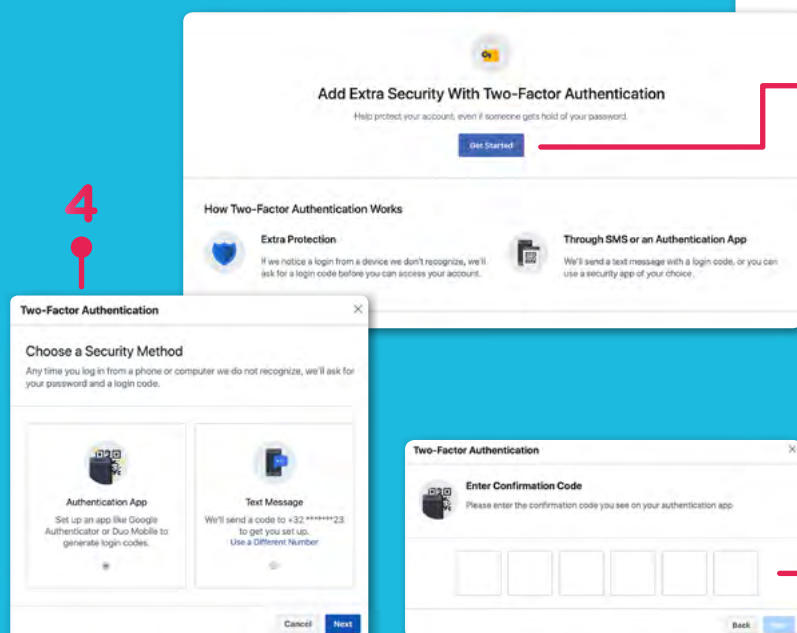 Add Extra Security With Two-Factor Authentication
Help protect your account, even if someone gets hold of your password.
Get Started
How Two-Factor Authentication Works
Extra Protection
If we notice a login from a device we don't recognize, we'll
ask for a login code before you can access your account.
Through SMS or an Authentication App
We'll send a text message with a login code, or you can
use a security app of your choice.
4
Two-Factor Authentication
Choose a Security Method
Any time you log in from a phone or computer we do not recognize, we'll ask for
your password and a login code.
Authentication App
Set up an app like Google
Authenticator or Duo Mobile to
generate login codes.
Text Message
We'll send a code to +32 *******23
to get you set up.
Use a Different Number
Cancel
Next
Two-Factor Authentication
Enter Confirmation Code
Please enter the confirmation code you see on your authentication app
Back